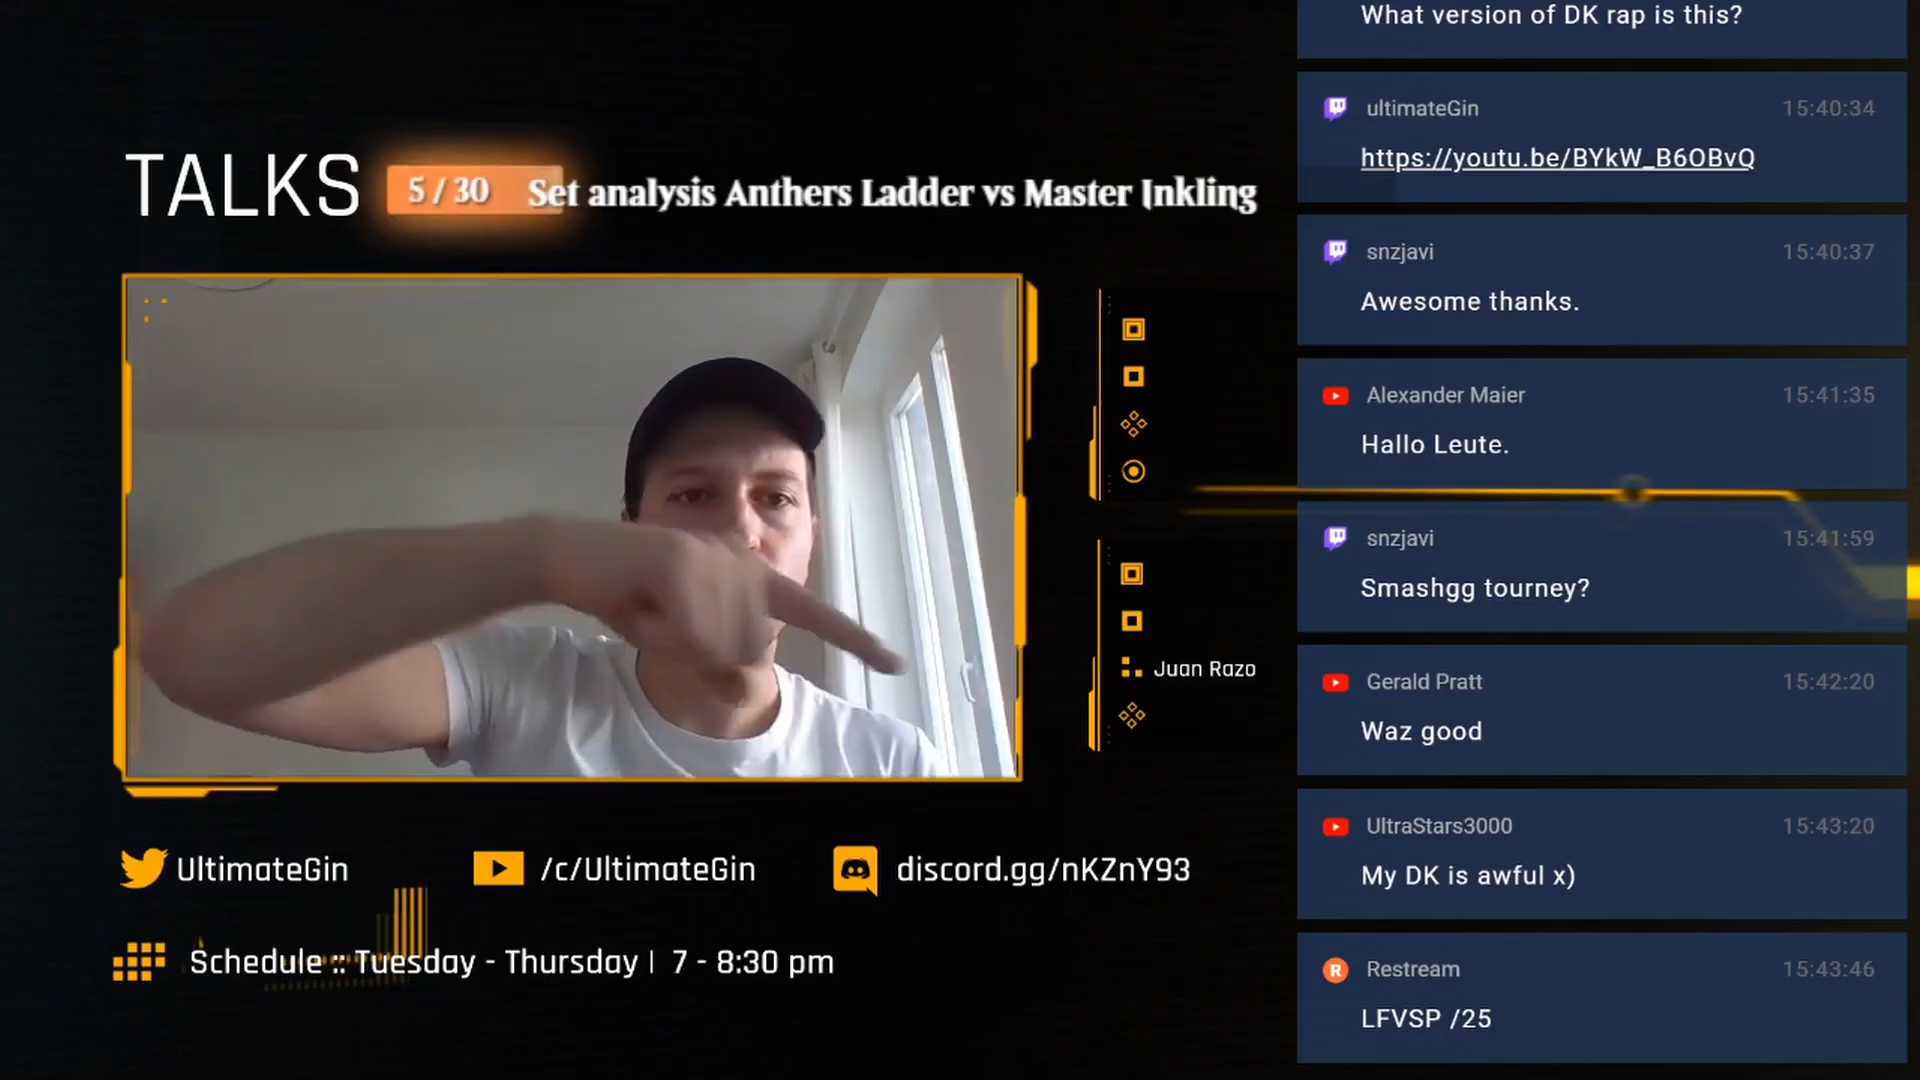 TALKS
5 / 30
Set analysis Anthers Ladder vs Master Inkling
Juan Razo
UltimateGin
/c/UltimateGin
discord.gg/nKZnY93
Schedule :: Tuesday - Thursday | 7 - 8:30 pm
What version of DK rap is this?
ultimateGin 15:40:34
https://youtu.be/BYkW_B6OBvQ
snzjavi 15:40:37
Awesome thanks.
Alexander Maier 15:41:35
Hallo Leute.
snzjavi 15:41:59
Smashgg tourney?
Gerald Pratt 15:42:20
Waz good
UltraStars3000 15:43:20
My DK is awful x)
R Restream 15:43:46
LFVSP /25